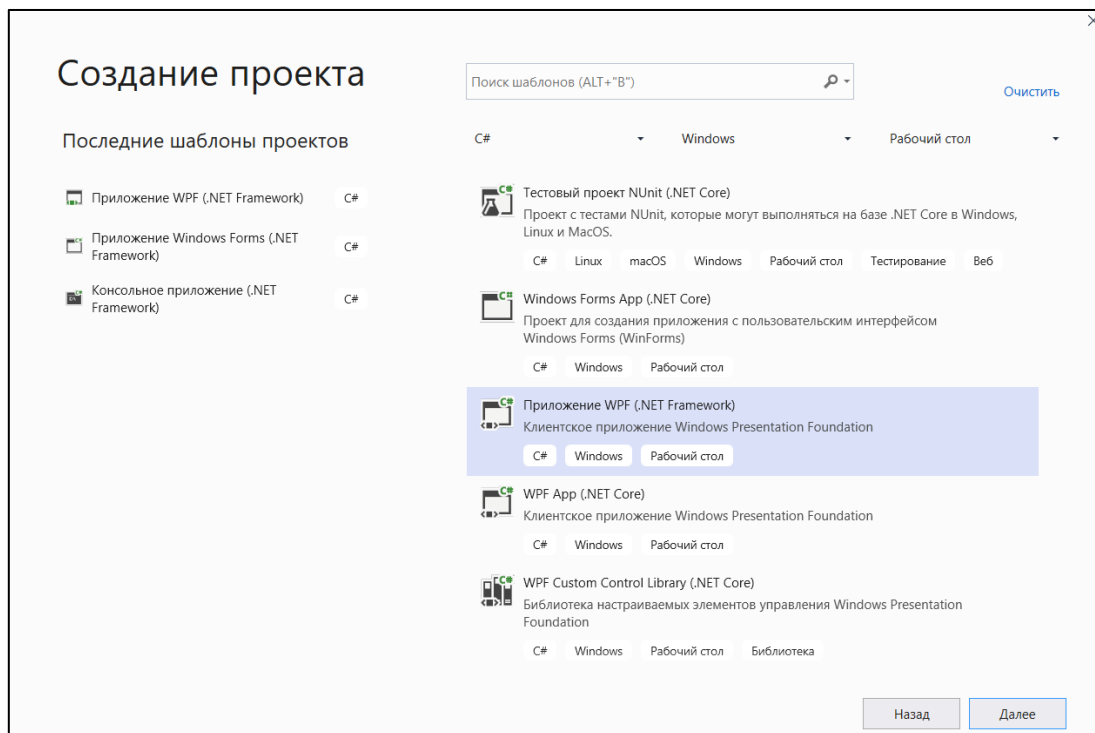 Создание проекта
Поиск шаблонов (ALT+"B")
Очистить
Последние шаблоны проектов
C# Windows Рабочий стол
Приложение WPF (.NET Framework) C#
Приложение Windows Forms (.NET
Framework) C#
Консольное приложение (.NET
Framework) C#
Тестовый проект NUnit (.NET Core)
Проект с тестами NUnit, которые могут выполняться на базе .NET Core в Windows,
Linux и MacOS.
C# Linux macOS Windows Рабочий стол Тестирование Веб
Windows Forms App (.NET Core)
Проект для создания приложения с пользовательским интерфейсом
Windows Forms (WinForms)
C# Windows Рабочий стол
Приложение WPF (.NET Framework)
Клиентское приложение Windows Presentation Foundation
C# Windows Рабочий стол
WPF App (.NET Core)
Клиентское приложение Windows Presentation Foundation
C# Windows Рабочий стол
WPF Custom Control Library (.NET Core)
Библиотека настраиваемых элементов управления Windows Presentation
Foundation
C# Windows Рабочий стол Библиотека
Назад Далее